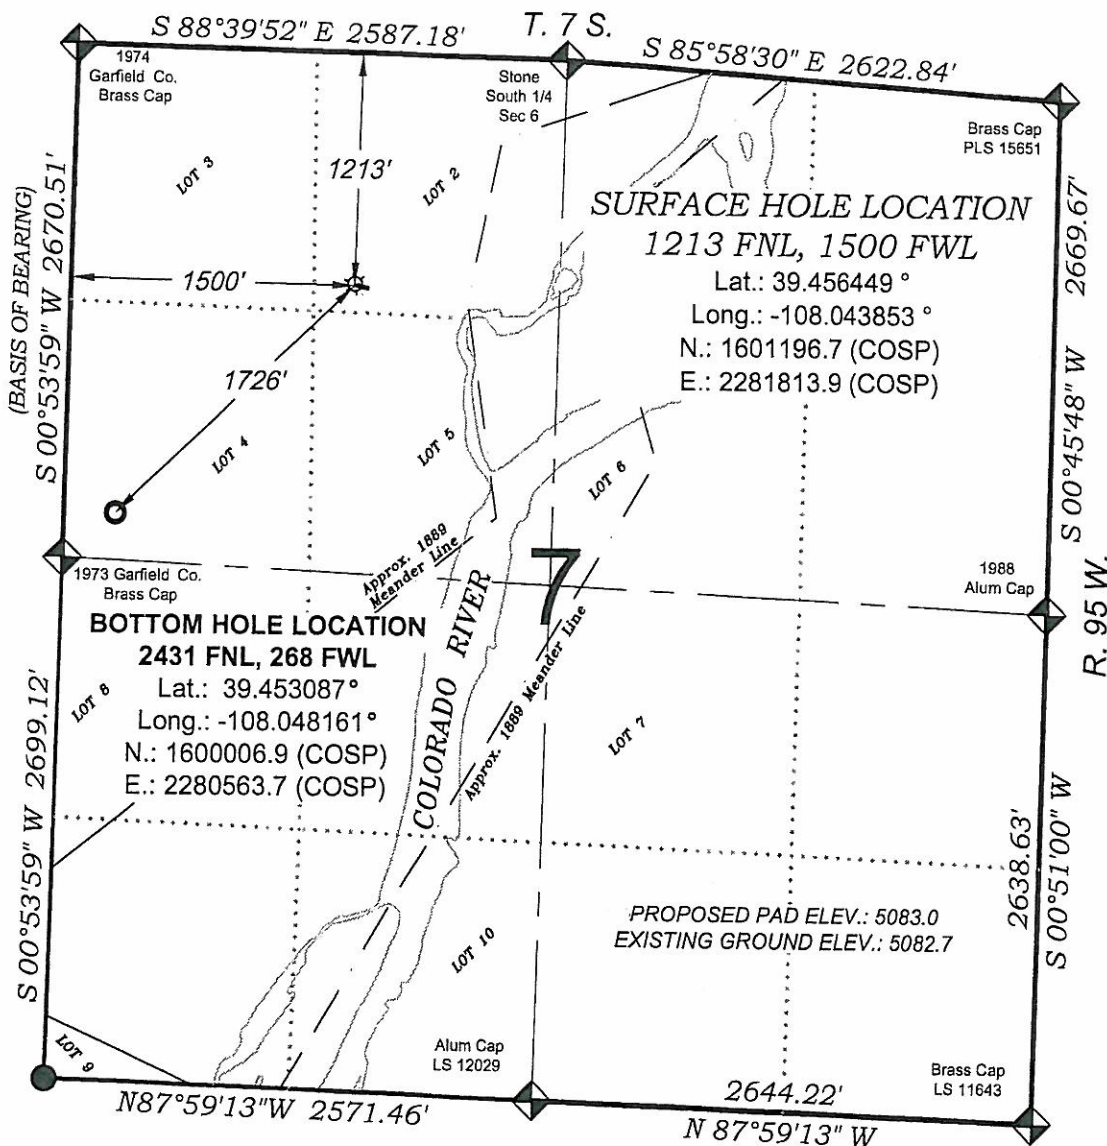 S 88°39'52" E 2587.18'
T. 7 S.
S 85°58'30" E 2622.84'
1974
Garfield Co.
Brass Cap
Stone
South 1/4
Sec 6
Brass Cap
PLS 15651
LOT 3
1213'
LOT 2
SURFACE HOLE LOCATION
1213 FNL, 1500 FWL
Lat.: 39.456449 °
Long.: -108.043853 °
N.: 1601196.7 (COSP)
E.: 2281813.9 (COSP)
(BASIS OF BEARING)
S 00°53'59" W 2670.51'
2669.67'
S 00°45'48" W
1500'
1726'
LOT 4
LOT 5
LOT 6
Approx. 1889
Meander Line
7
1973 Garfield Co.
Brass Cap
1988
Alum Cap
R. 95 W.
BOTTOM HOLE LOCATION
2431 FNL, 268 FWL
Lat.: 39.453087°
Long.: -108.048161°
N.: 1600006.9 (COSP)
E.: 2280563.7 (COSP)
LOT 8
COLORADO RIVER
Approx. 1889 Meander Line
LOT 7
S 00°53'59" W 2699.12'
2638.63'
S 00°51'00" W
PROPOSED PAD ELEV.: 5083.0
EXISTING GROUND ELEV.: 5082.7
LOT 10
LOT 9
Alum Cap
LS 12029
Brass Cap
LS 11643
N87°59'13"W 2571.46'
2644.22'
N 87°59'13" W